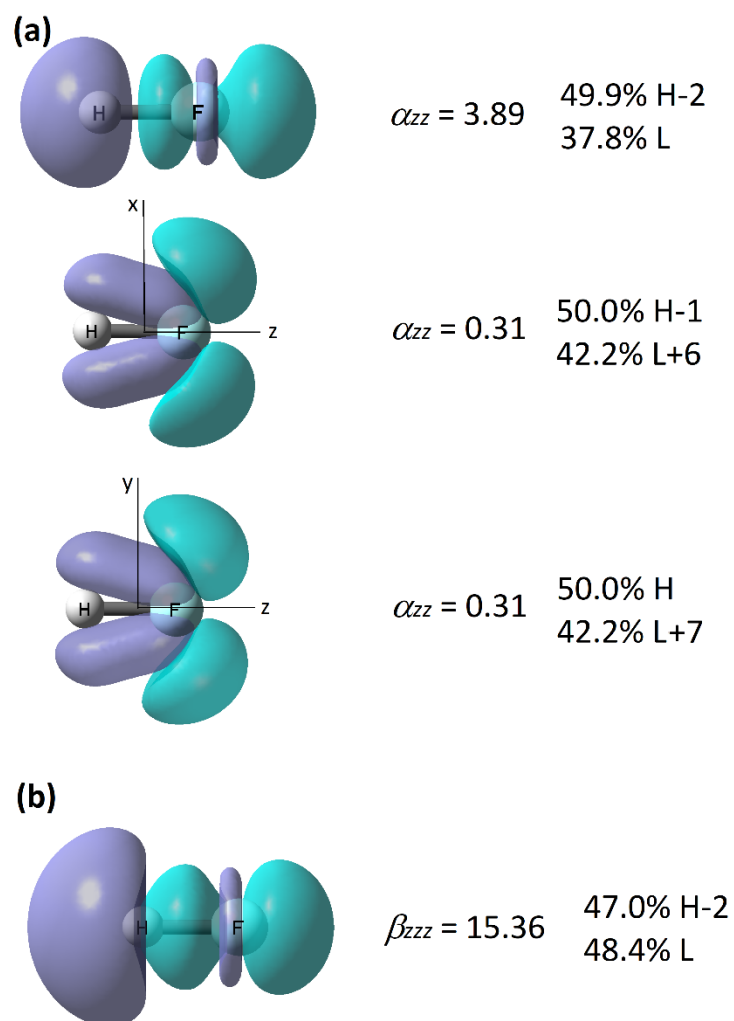 (a)
H F
αzz = 3.89
49.9% H-2
37.8% L
x
H F z
αzz = 0.31
50.0% H-1
42.2% L+6
y
H F z
αzz = 0.31
50.0% H
42.2% L+7
(b)
H F
βzzz = 15.36
47.0% H-2
48.4% L